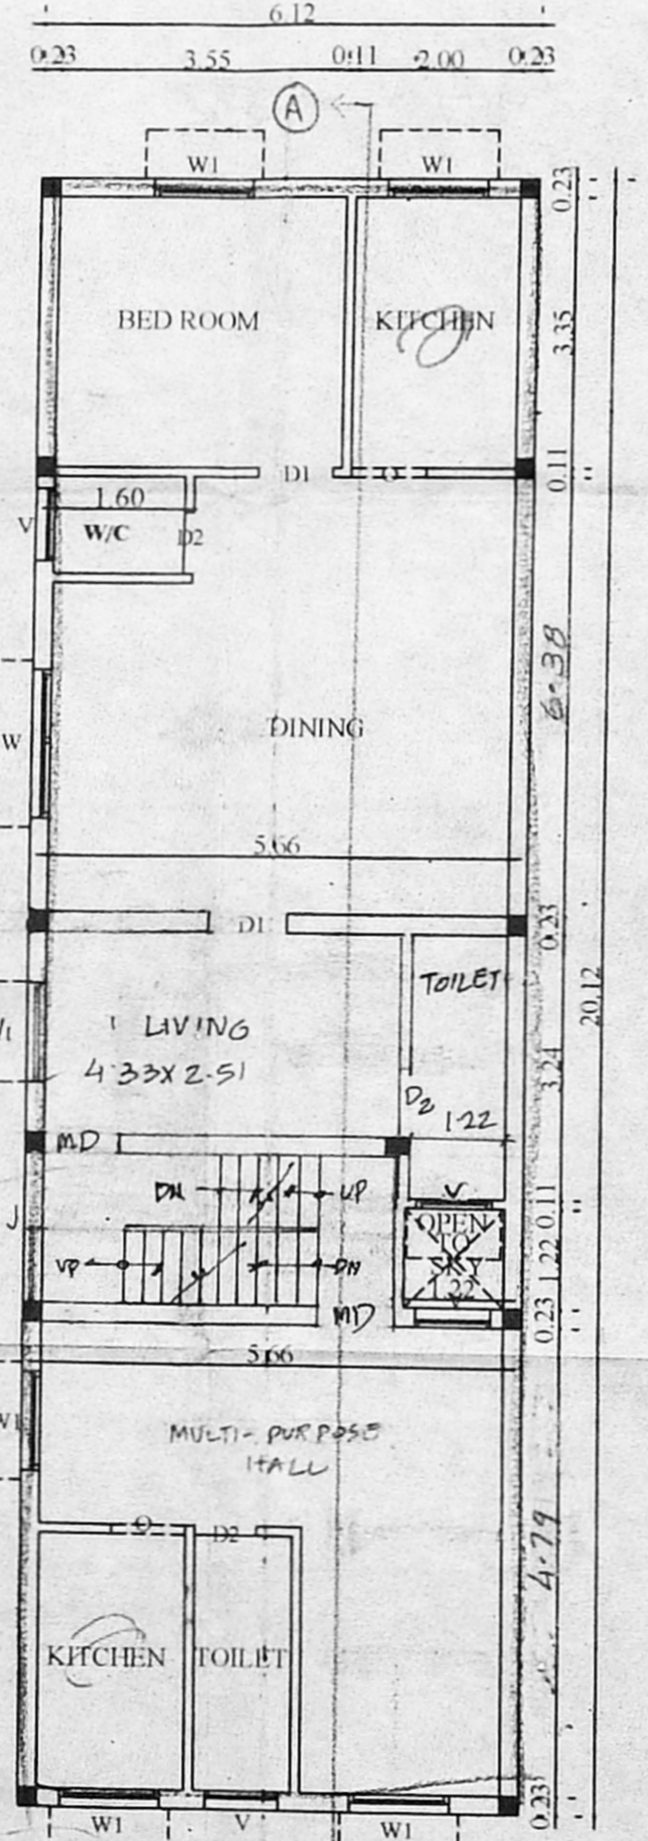 6.12
0.23 3.55 0.11 2.00 0.23
A
W1 W1
0.23
BED ROOM KITCHEN
3.35
D1 O
0.11
1.60
V W/C D2
6.38
W DINING
5.66
D1
0.23
TOILET
20.12
LIVING
4.33X2.51
3.24
D2
1.22
MD
DN UP
V
0.11
J
OPEN
TO
SKY
1.22
UP DN
1.22
V
MD
0.23
5.66
W1
MULTI-PURPOSE
HALL
O D2
4.79
KITCHEN TOILET
0.23
W1 V W1